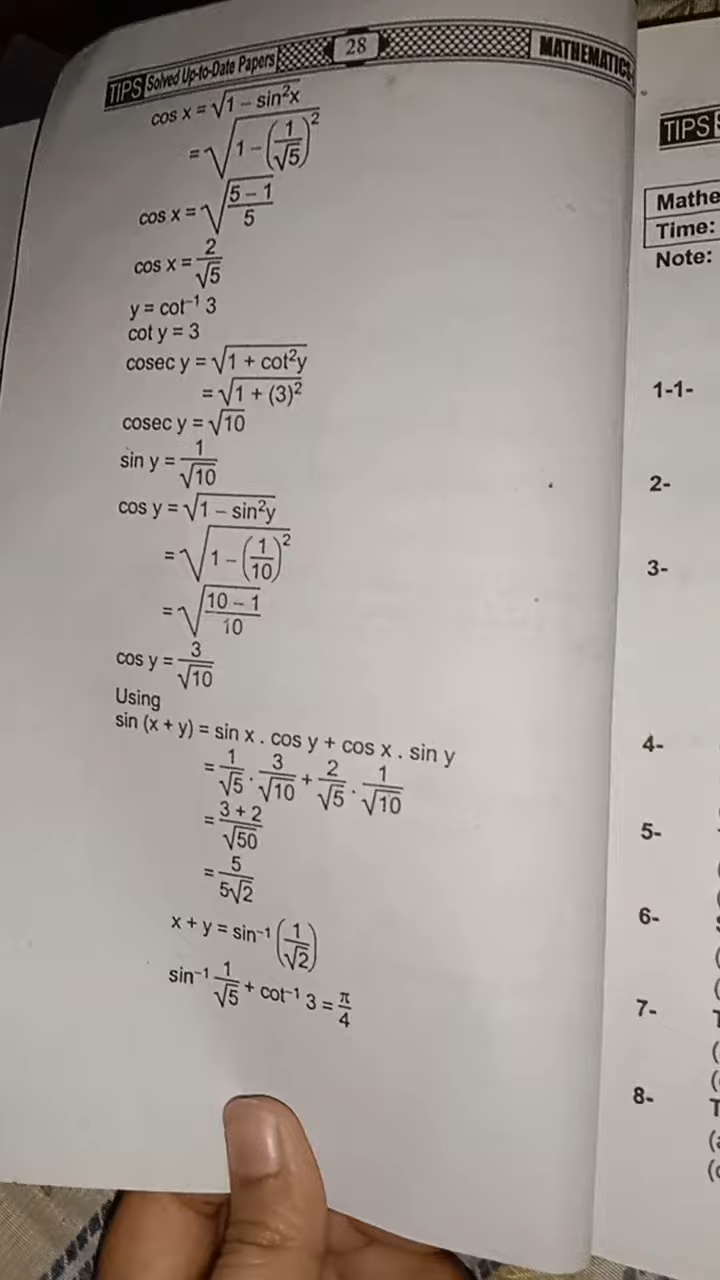 TIPS Solved Up-to-Date Papers 28 MATHEMATICS
cos x = √(1 – sin²x)
= √(1 – (1/√5)²)
cos x = √((5 – 1)/5)
cos x = 2/√5
y = cot⁻¹ 3
cot y = 3
cosec y = √(1 + cot²y)
= √(1 + (3)²)
cosec y = √10
sin y = 1/√10
cos y = √(1 – sin²y)
= √(1 – (1/10)²)
= √((10 – 1)/10)
cos y = 3/√10
Using
sin (x + y) = sin x . cos y + cos x . sin y
= 1/√5 . 3/√10 + 2/√5 . 1/√10
= (3 + 2)/√50
= 5/(5√2)
x + y = sin⁻¹ (1/√2)
sin⁻¹ 1/√5 + cot⁻¹ 3 = π/4
TIPS
Mathe
Time:
Note:
1-1-
2-
3-
4-
5-
6-
7-
8-